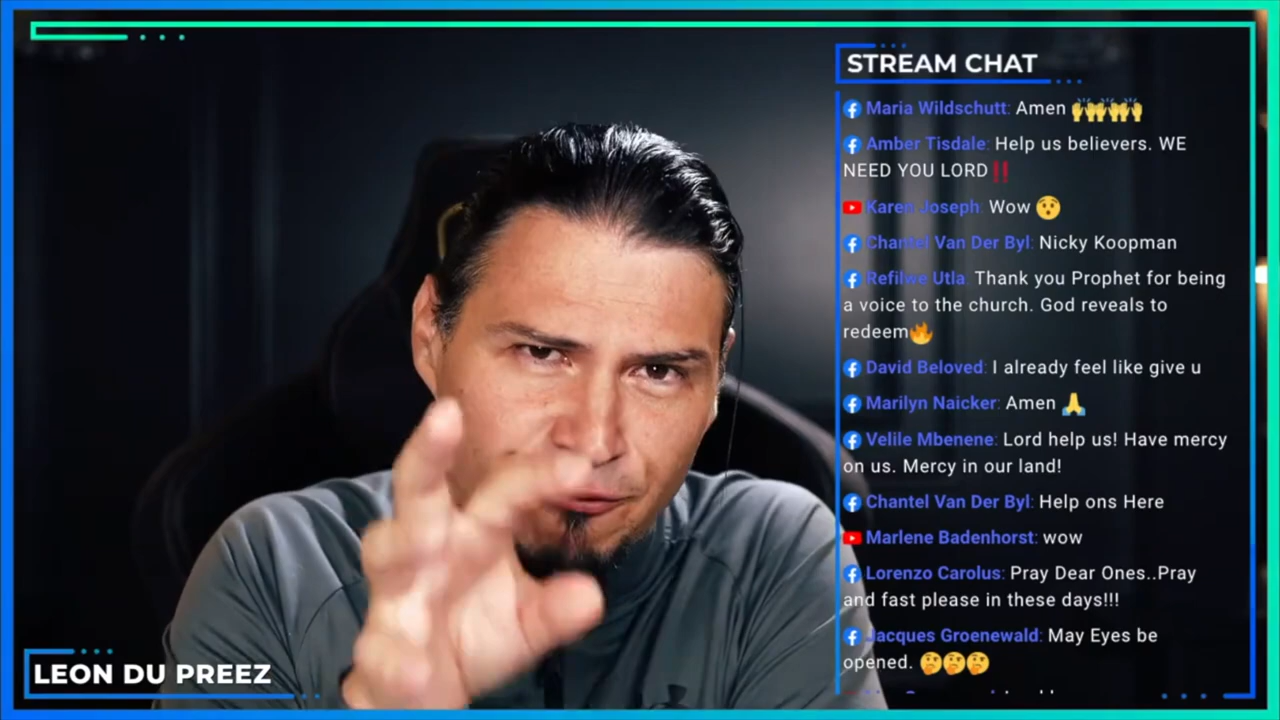 STREAM CHAT
Maria Wildschutt: Amen 🙌🙌🙌🙌
Amber Tisdale: Help us believers. WE
NEED YOU LORD‼️
Karen Joseph: Wow 😯
Chantel Van Der Byl: Nicky Koopman
Refilwe Utla: Thank you Prophet for being
a voice to the church. God reveals to
redeem🔥
David Beloved: I already feel like give u
Marilyn Naicker: Amen 🙏
Velile Mbenene: Lord help us! Have mercy
on us. Mercy in our land!
Chantel Van Der Byl: Help ons Here
Marlene Badenhorst: wow
Lorenzo Carolus: Pray Dear Ones..Pray
and fast please in these days!!!
Jacques Groenewald: May Eyes be
opened. 🤔🤔🤔
LEON DU PREEZ